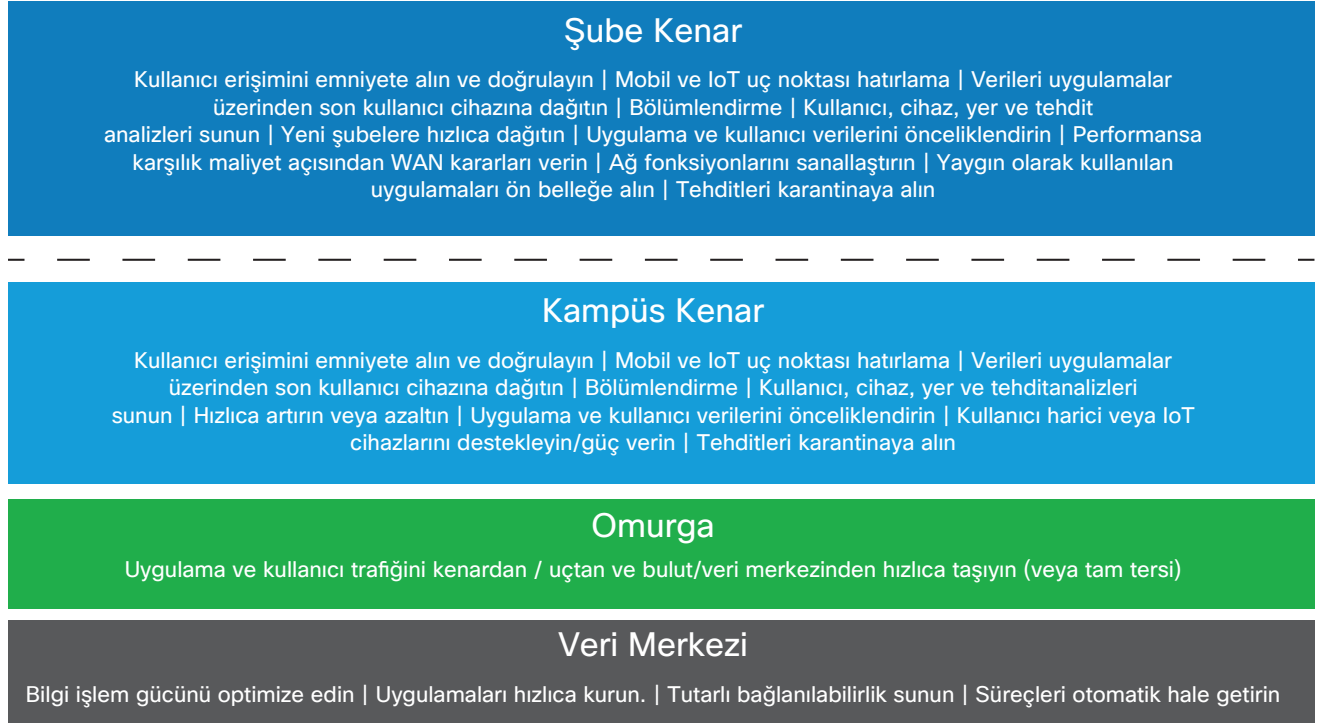 Şube Kenar
Kullanıcı erişimini emniyete alın ve doğrulayın | Mobil ve IoT uç noktası hatırlama | Verileri uygulamalar
üzerinden son kullanıcı cihazına dağıtın | Bölümlendirme | Kullanıcı, cihaz, yer ve tehdit
analizleri sunun | Yeni şubelere hızlıca dağıtın | Uygulama ve kullanıcı verilerini önceliklendirin | Performansa
karşılık maliyet açısından WAN kararları verin | Ağ fonksiyonlarını sanallaştırın | Yaygın olarak kullanılan
uygulamaları ön belleğe alın | Tehditleri karantinaya alın
Kampüs Kenar
Kullanıcı erişimini emniyete alın ve doğrulayın | Mobil ve IoT uç noktası hatırlama | Verileri uygulamalar
üzerinden son kullanıcı cihazına dağıtın | Bölümlendirme | Kullanıcı, cihaz, yer ve tehditanalizleri
sunun | Hızlıca artırın veya azaltın | Uygulama ve kullanıcı verilerini önceliklendirin | Kullanıcı harici veya IoT
cihazlarını destekleyin/güç verin | Tehditleri karantinaya alın
Omurga
Uygulama ve kullanıcı trafiğini kenardan / uçtan ve bulut/veri merkezinden hızlıca taşıyın (veya tam tersi)
Veri Merkezi
Bilgi işlem gücünü optimize edin | Uygulamaları hızlıca kurun. | Tutarlı bağlanılabilirlik sunun | Süreçleri otomatik hale getirin